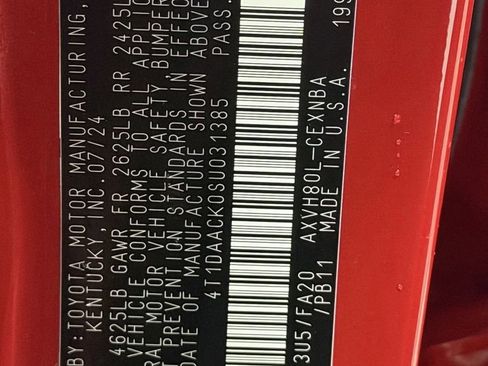 BY: TOYOTA MOTOR MANUFACTURING,
KENTUCKY, INC. 07/24
4625LB GAWR FR 2625LB RR 2425L
VEHICLE CONFORMS TO ALL APPLIC
RAL MOTOR VEHICLE SAFETY, BUMPER
T PREVENTION STANDARDS IN EFFEC
DATE OF MANUFACTURE SHOWN ABOVE
4T1DAACK0SU031385 PASS.
3U5/FA20 AXVH80L-CEXNBA
/PB11 MADE IN U.S.A.
199